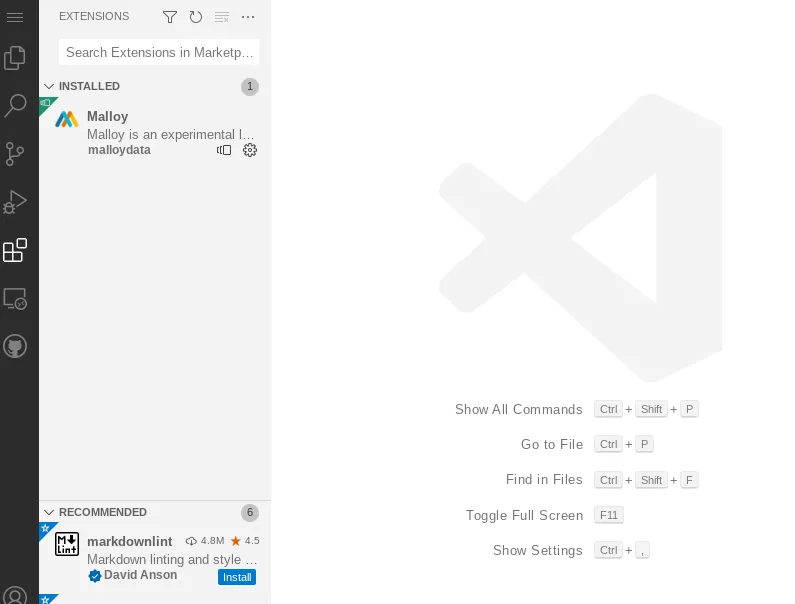 EXTENSIONS
Search Extensions in Marketp…
INSTALLED 1
Malloy
Malloy is an experimental l…
malloydata
RECOMMENDED 6
markdownlint 4.8M 4.5
Markdown linting and style …
David Anson Install
Show All Commands Ctrl + Shift + P
Go to File Ctrl + P
Find in Files Ctrl + Shift + F
Toggle Full Screen F11
Show Settings Ctrl + ,